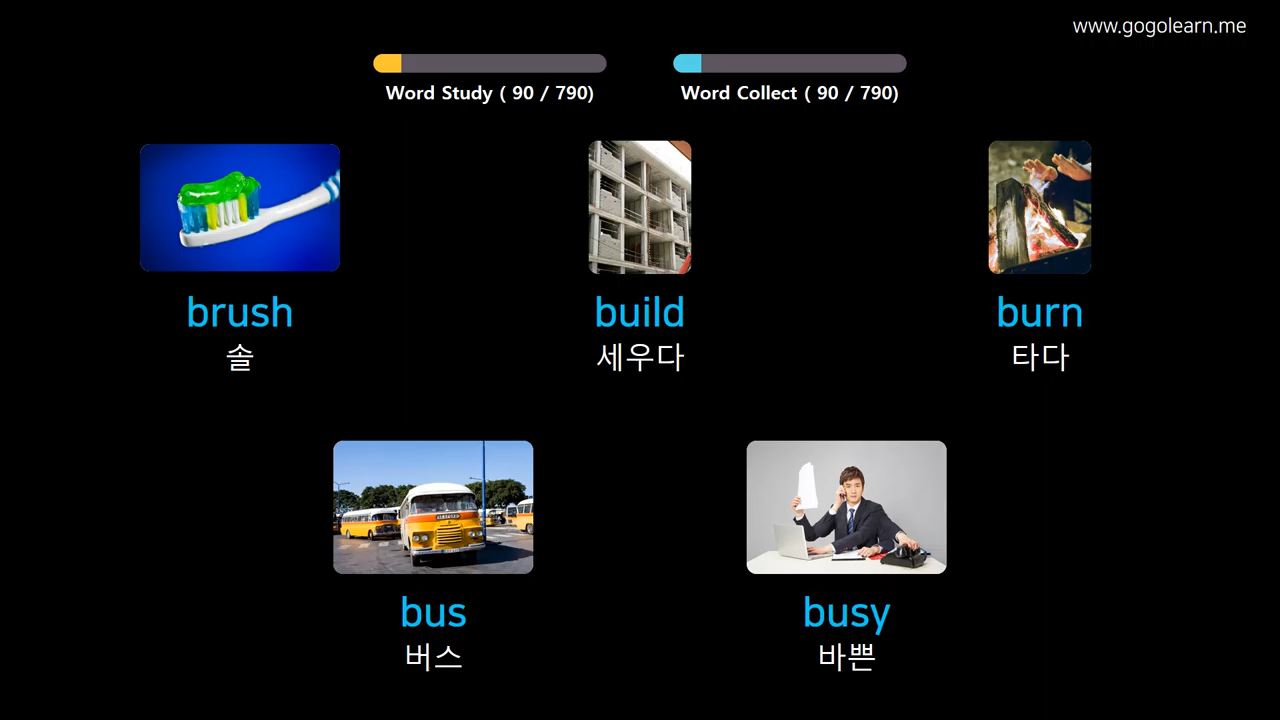 www.gogolearn.me
Word Study ( 90 / 790)
Word Collect ( 90 / 790)
brush
솔
build
세우다
burn
타다
bus
버스
busy
바쁜